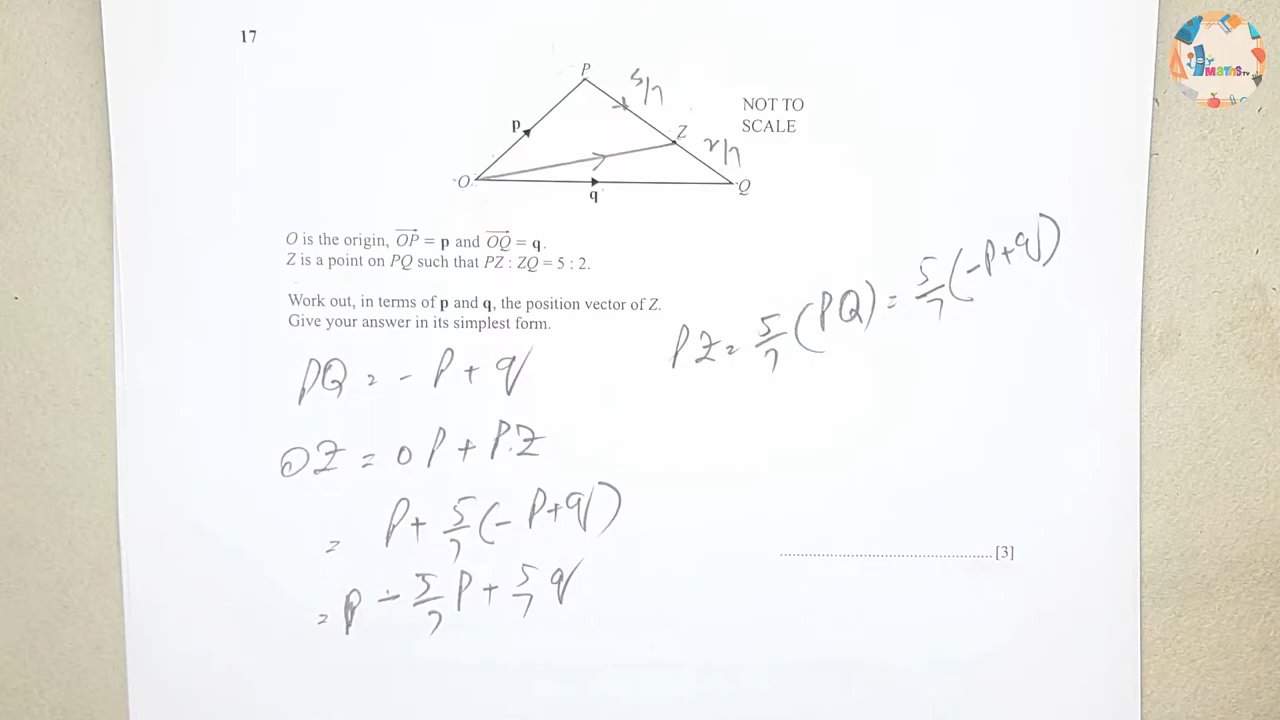 17
P
5/7
NOT TO
SCALE
p
Z
2/7
O
Q
q
O is the origin, OP = p and OQ = q.
Z is a point on PQ such that PZ : ZQ = 5 : 2.
Work out, in terms of p and q, the position vector of Z.
Give your answer in its simplest form.
PZ = 5/7 (PQ) = 5/7 (-P+q)
PQ = - P + q
OZ = OP + PZ
= P + 5/7 (- P+q)
= P - 5/7 P + 5/7 q
[3]
MATHS TV